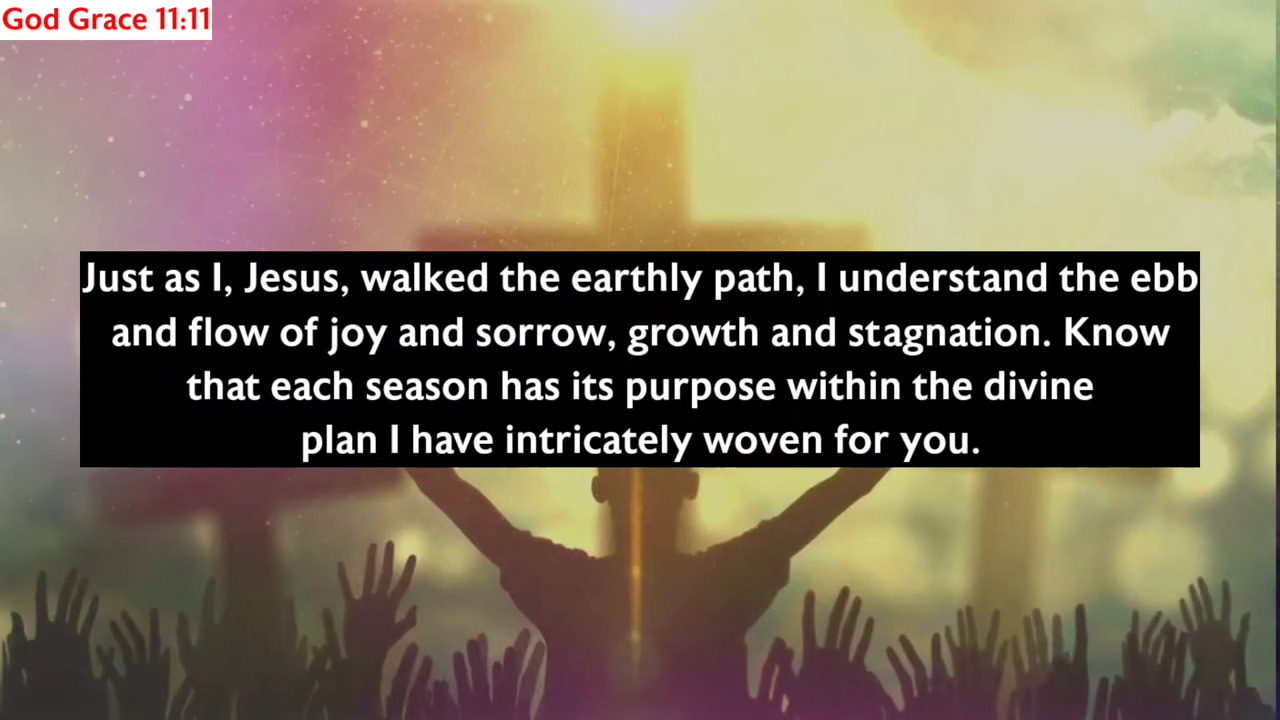 God Grace 11:11
Just as I, Jesus, walked the earthly path, I understand the ebb
and flow of joy and sorrow, growth and stagnation. Know
that each season has its purpose within the divine
plan I have intricately woven for you.